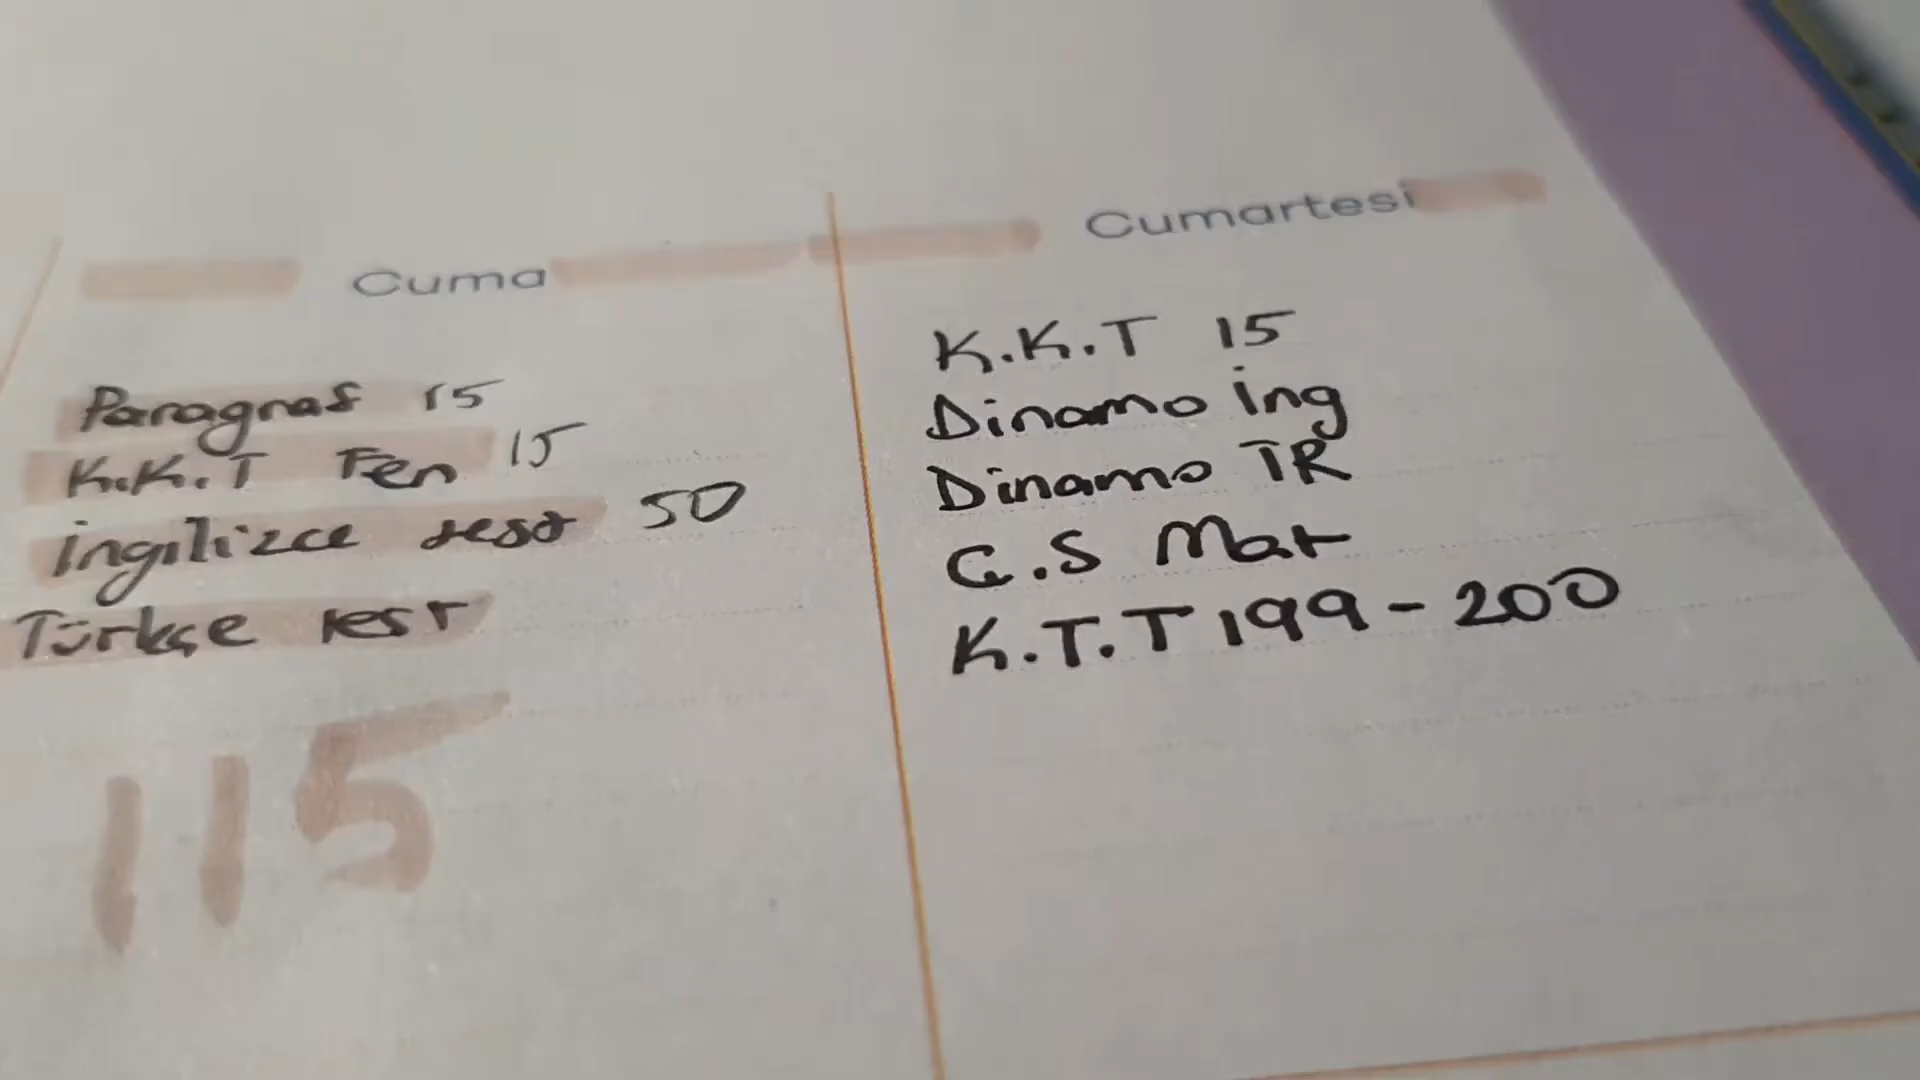 Cuma
Paragraf 15
K.K.T Fen 15
ingilizce test 50
Türkçe test
115
Cumartesi
K.K.T 15
Dinamo ing
Dinamo TR
Ç.S Mat
K.T.T 199-200